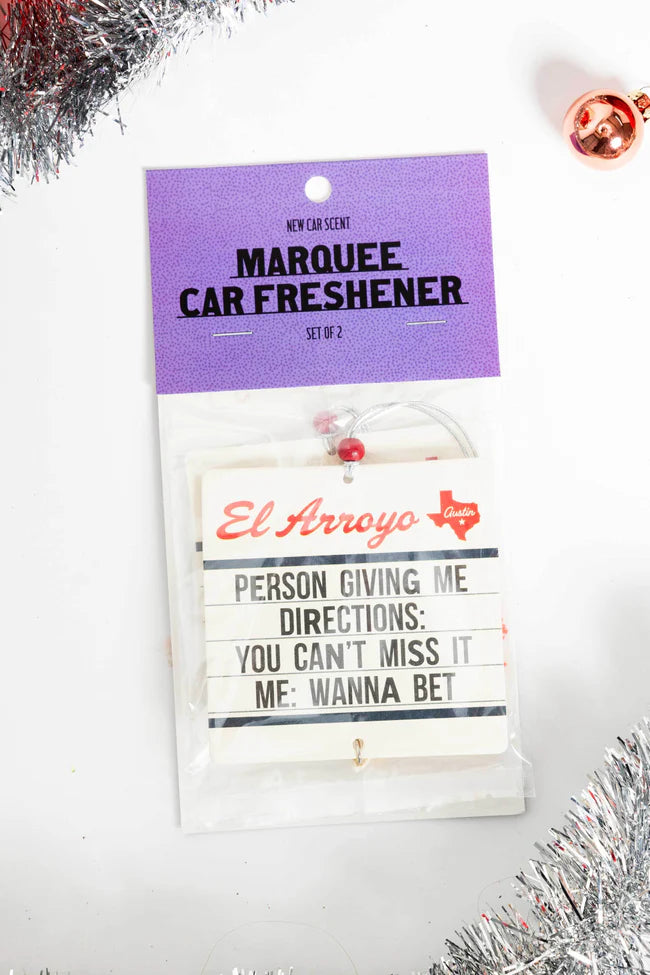 NEW CAR SCENT
MARQUEE
CAR FRESHENER
SET OF 2
El Arroyo
Austin
PERSON GIVING ME
DIRECTIONS:
YOU CAN'T MISS IT
ME: WANNA BET